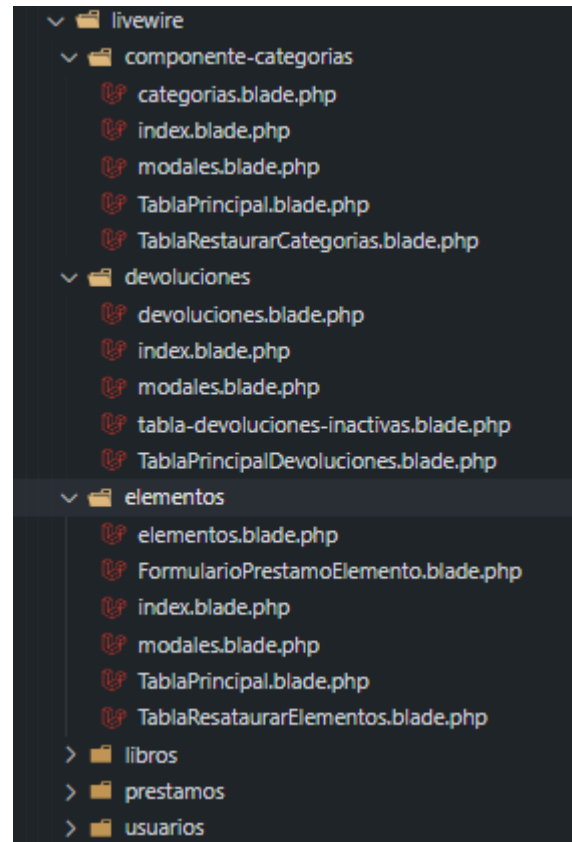 livewire
componente-categorias
categorias.blade.php
index.blade.php
modales.blade.php
TablaPrincipal.blade.php
TablaRestaurarCategorias.blade.php
devoluciones
devoluciones.blade.php
index.blade.php
modales.blade.php
tabla-devoluciones-inactivas.blade.php
TablaPrincipalDevoluciones.blade.php
elementos
elementos.blade.php
FormularioPrestamoElemento.blade.php
index.blade.php
modales.blade.php
TablaPrincipal.blade.php
TablaResataurarElementos.blade.php
libros
prestamos
usuarios